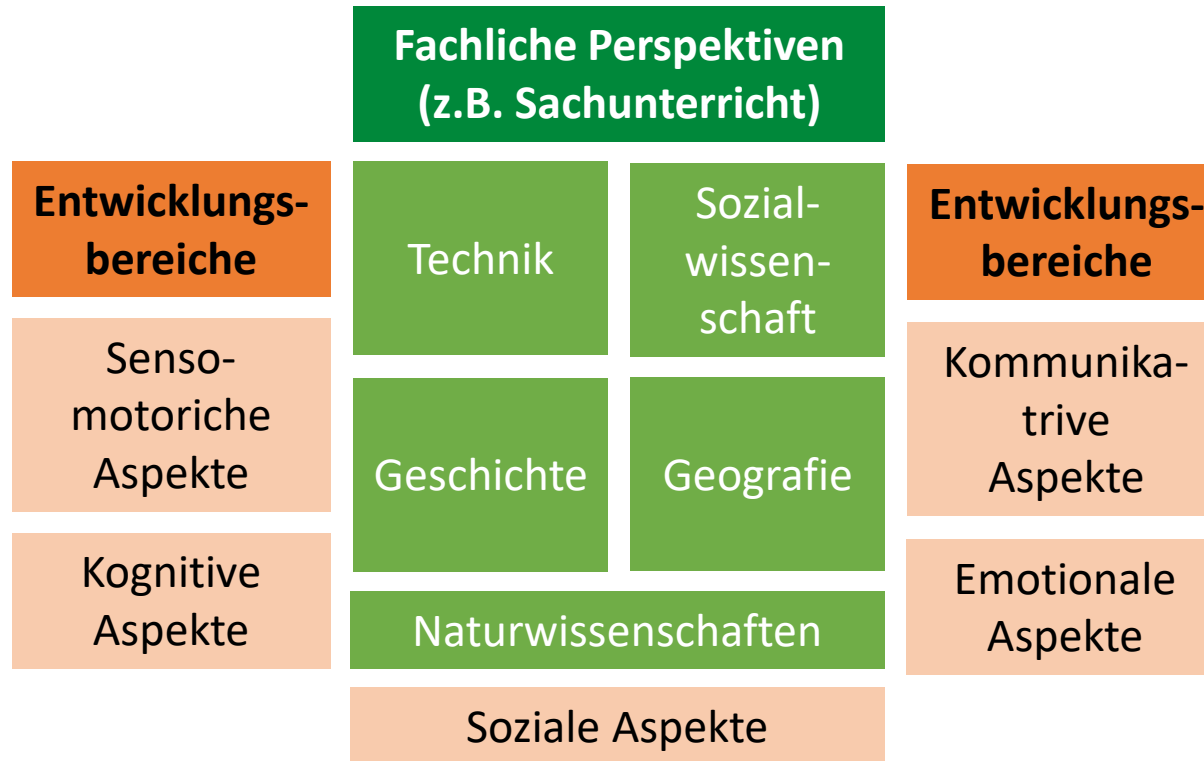 Fachliche Perspektiven
(z.B. Sachunterricht)
Entwicklungs-
bereiche
Senso-
motoriche
Aspekte
Kognitive
Aspekte
Technik
Sozial-
wissen-
schaft
Geschichte
Geografie
Naturwissenschaften
Soziale Aspekte
Entwicklungs-
bereiche
Kommunika-
trive
Aspekte
Emotionale
Aspekte